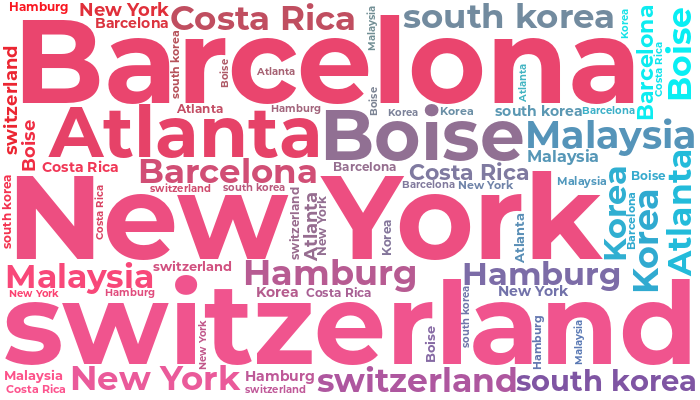 Hamburg
New York
Barcelona
Costa Rica
Malaysia
south korea
Korea
Barcelona
Costa Rica
Boise
switzerland
Barcelona
south korea
Boise
Atlanta
Boise
Atlanta
Boise
Atlanta
Atlanta
Hamburg
Korea
Korea
south korea
Barcelona
Boise
Malaysia
Malaysia
Costa Rica
Barcelona
Barcelona
Costa Rica
Barcelona
New York
Malaysia
Boise
Atlanta
south korea
New York
Costa Rica
switzerland
south korea
switzerland
Atlanta
New York
Korea
Atlanta
Korea
Barcelona
Korea
Malaysia
switzerland
Hamburg
Hamburg
New York
Hamburg
Korea
Costa Rica
New York
switzerland
New York
Boise
south korea
Hamburg
Malaysia
Malaysia
Costa Rica
New York
Hamburg
switzerland
switzerland
south korea